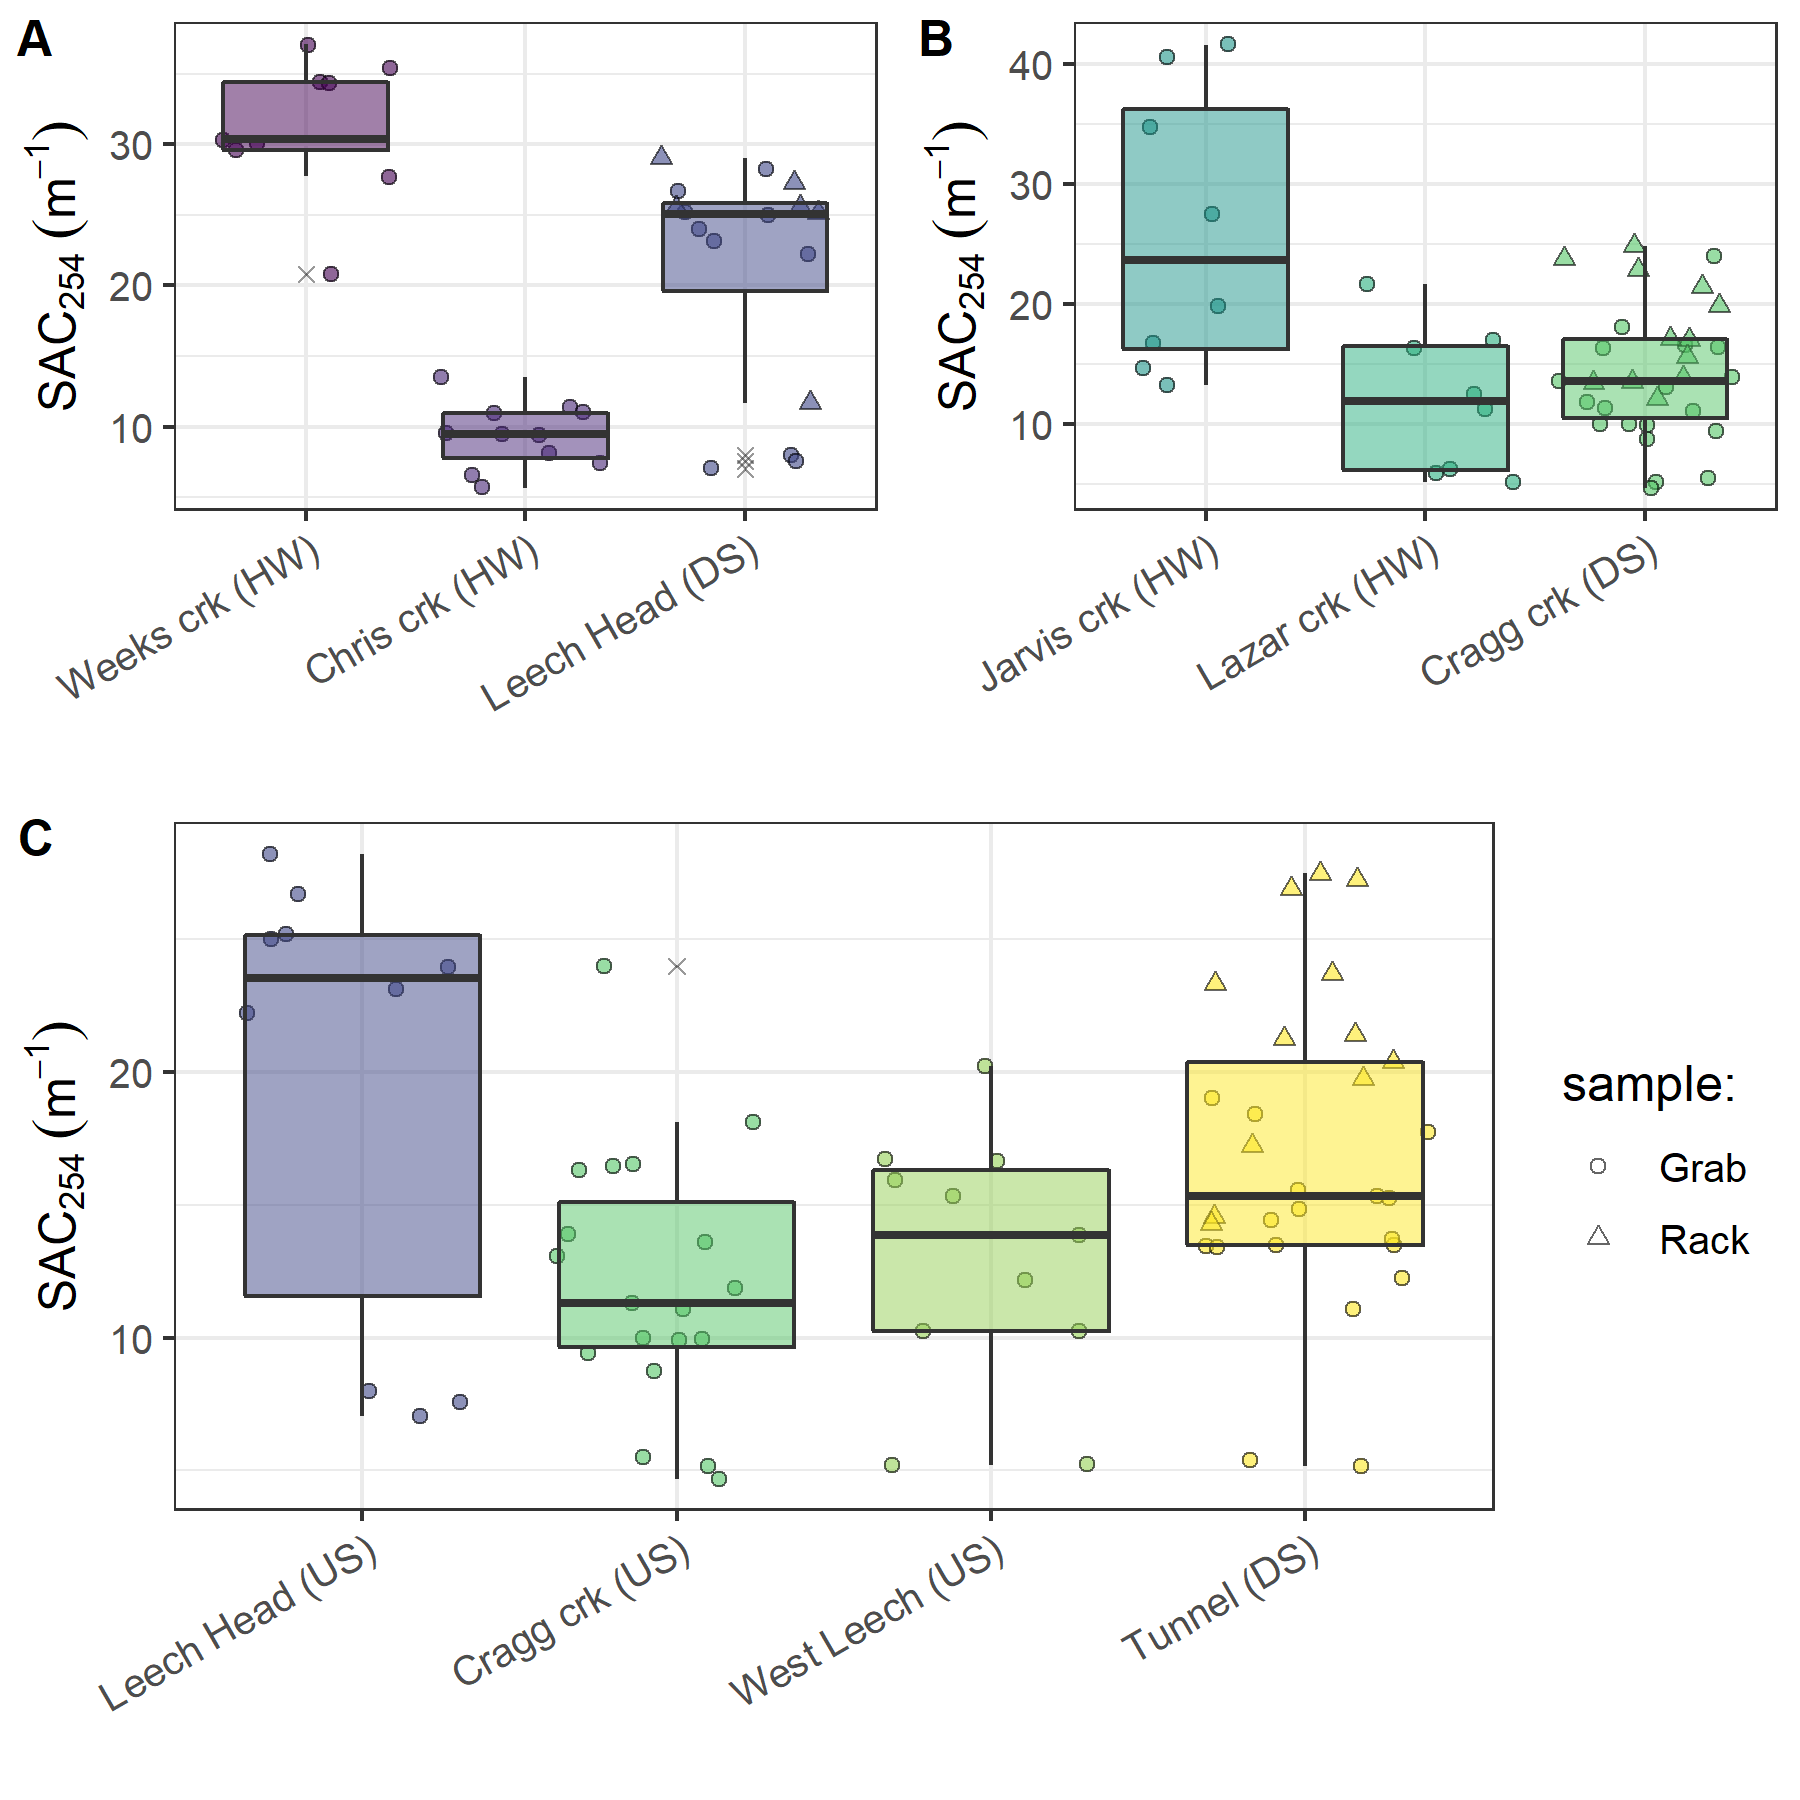 A
SAC254 (m−1)
30
20
10
Weeks crk (HW)
Chris crk (HW)
Leech Head (DS)
B
SAC254 (m−1)
40
30
20
10
Jarvis crk (HW)
Lazar crk (HW)
Cragg crk (DS)
C
SAC254 (m−1)
20
10
Leech Head (US)
Cragg crk (US)
West Leech (US)
Tunnel (DS)
sample:
Grab
Rack